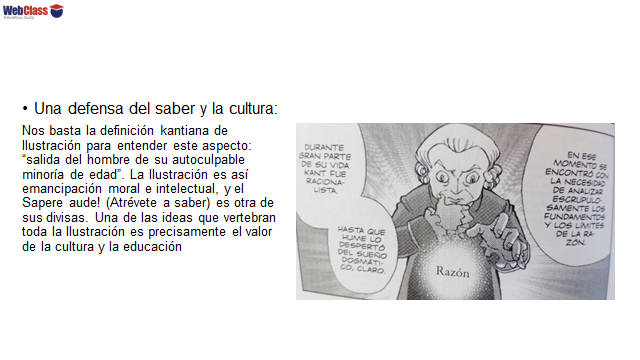 WebClass
• Una defensa del saber y la cultura:
Nos basta la definición kantiana de
Ilustración para entender este aspecto:
“salida del hombre de su autoculpable
minoría de edad”. La Ilustración es así
emancipación moral e intelectual, y el
Sapere aude! (Atrévete a saber) es otra de
sus divisas. Una de las ideas que vertebran
toda la Ilustración es precisamente el valor
de la cultura y la educación
DURANTE
GRAN PARTE
DE SU VIDA
KANT FUE
RACIONA-
LISTA.
HASTA QUE
HUME LO
DESPERTÓ
DEL SUEÑO
DOGMÁTI-
CO, CLARO.
EN ESE
MOMENTO SE
ENCONTRÓ CON
LA NECESIDAD
DE ANALIZAR
ESCRUPULO-
SAMENTE LOS
FUNDAMENTOS
Y LOS LÍMITES
DE LA RA-
ZÓN.
Razón